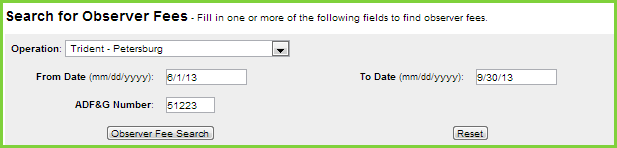 Search for Observer Fees - Fill in one or more of the following fields to find observer fees.
Operation: Trident - Petersburg
From Date (mm/dd/yyyy): 6/1/13 To Date (mm/dd/yyyy): 9/30/13
ADF&G Number: 51223
Observer Fee Search Reset